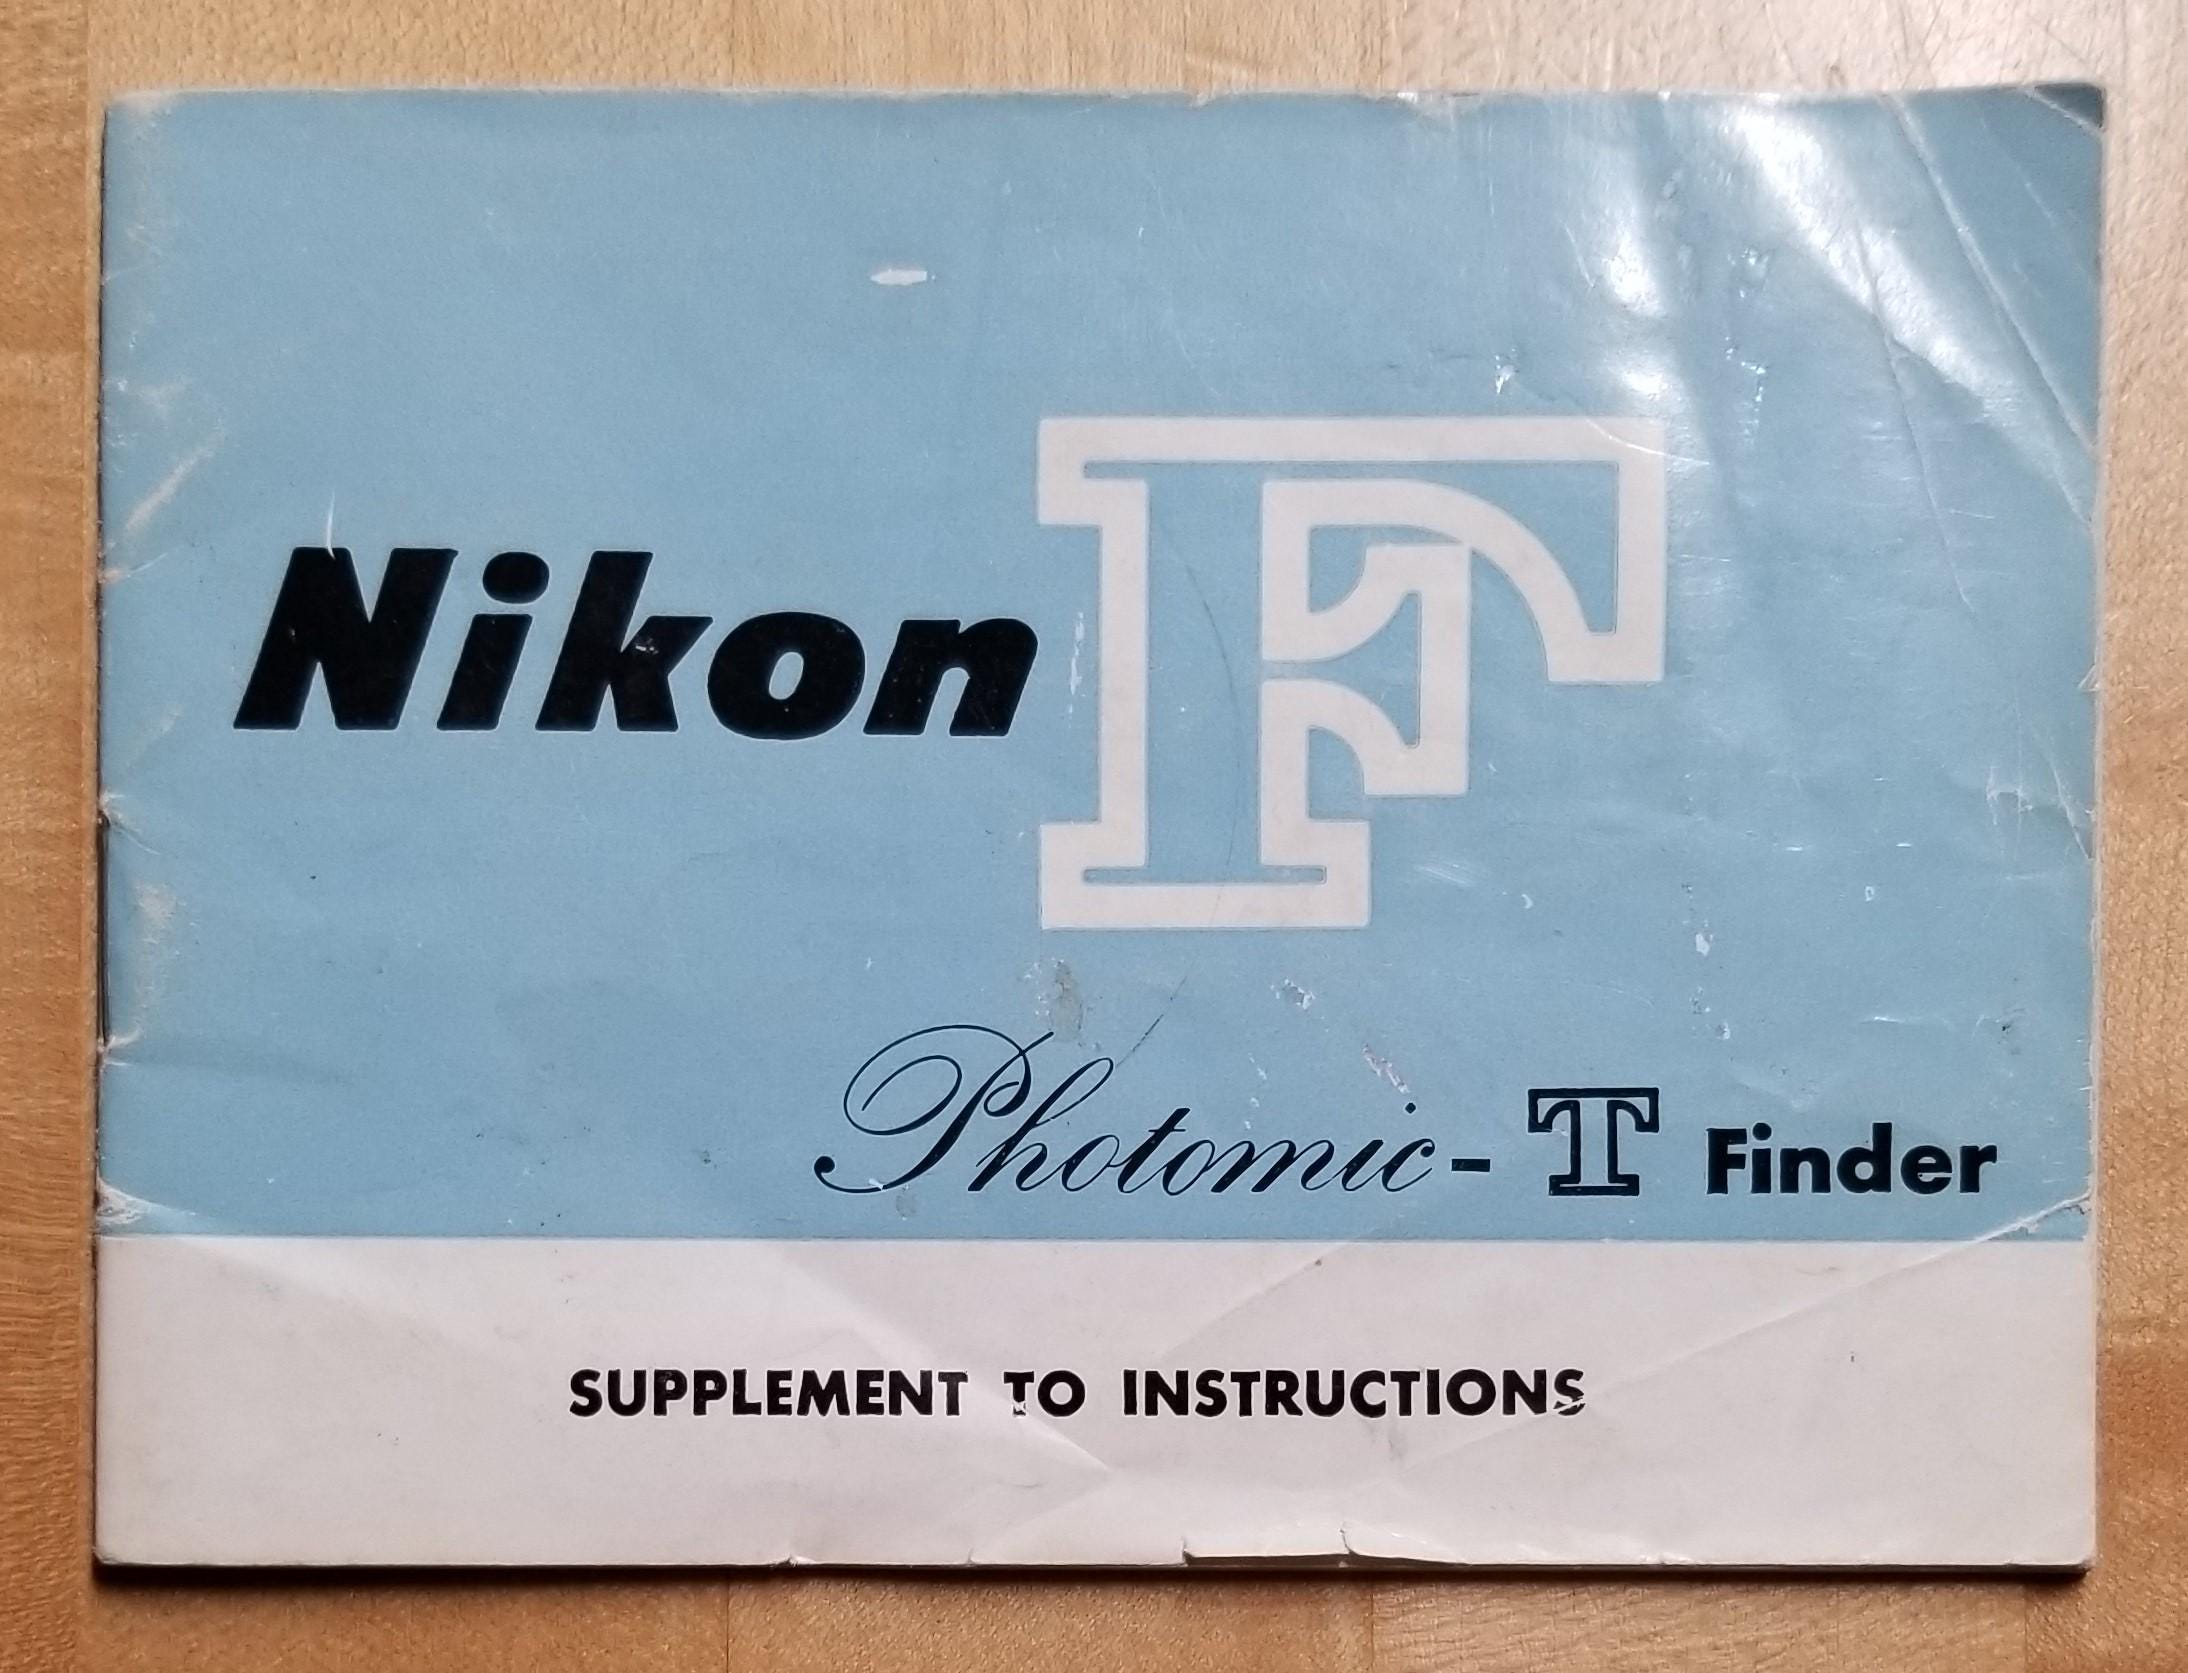 Nikon F
Photomic-T Finder
SUPPLEMENT TO INSTRUCTIONS